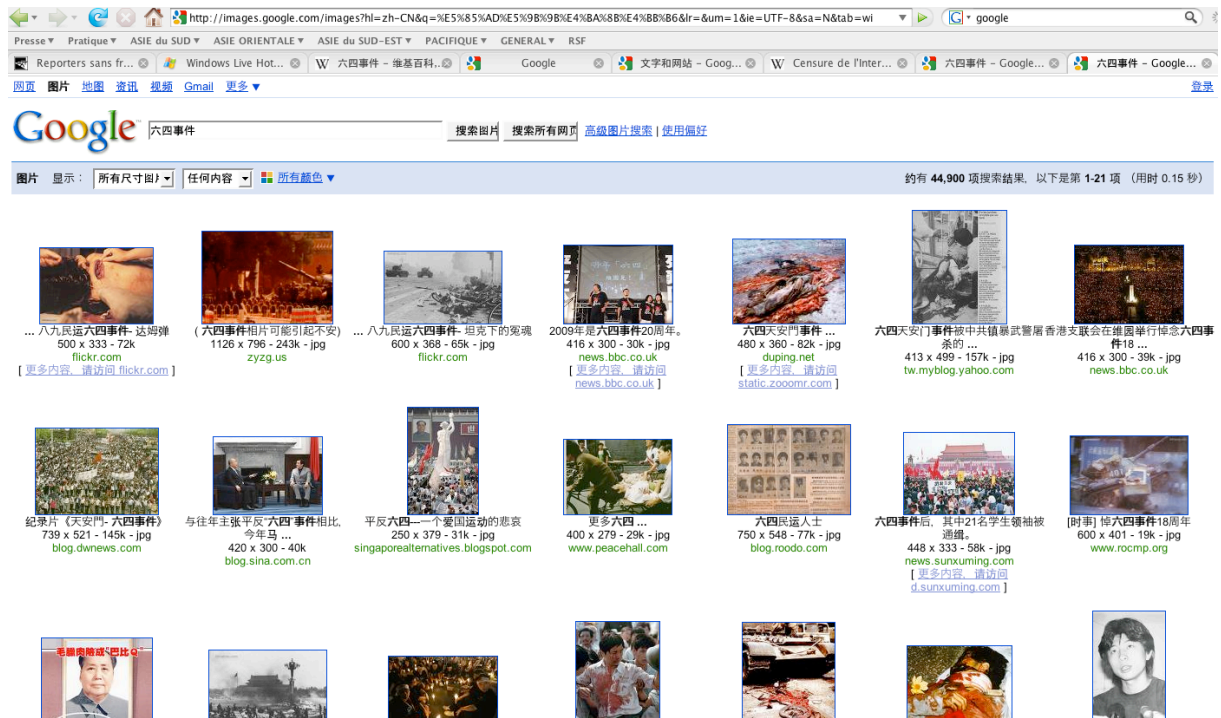 http://images.google.com/images?hl=zh-CN&q=%E5%85%AD%E5%9B%9B%E4%BA%8B%E4%BB%B6&lr=&um=1&ie=UTF-8&sa=N&tab=wi
google
Presse Pratique ASIE du SUD ASIE ORIENTALE ASIE du SUD-EST PACIFIQUE GENERAL RSF
Reporters sans fr... Windows Live Hot... 六四事件 - 维基百科,.. Google 文字和网站 - Goog... Censure de l'Inter... 六四事件 - Google... 六四事件 - Google...
网页 图片 地图 资讯 视频 Gmail 更多 登录
Google 六四事件 搜索图片 搜索所有网页 高级图片搜索 | 使用偏好
图片 显示： 所有尺寸图片 任何内容 所有颜色 约有 44,900 项搜索结果，以下是第 1-21 项 （用时 0.15 秒）
... 八九民运六四事件- 达姆弹
500 x 333 - 72k
flickr.com
[ 更多内容，请访问 flickr.com ]
( 六四事件相片可能引起不安)
1126 x 796 - 243k - jpg
zyzg.us
... 八九民运六四事件- 坦克下的冤魂
600 x 368 - 65k - jpg
flickr.com
2009年是六四事件20周年。
416 x 300 - 30k - jpg
news.bbc.co.uk
[ 更多内容，请访问
news.bbc.co.uk ]
六四天安門事件 ...
480 x 360 - 82k - jpg
duping.net
[ 更多内容，请访问
static.zooomr.com ]
六四天安门事件被中共镇暴武警屠
杀的 ...
413 x 499 - 157k - jpg
tw.myblog.yahoo.com
香港支联会在维园举行悼念六四事
件18 ...
416 x 300 - 39k - jpg
news.bbc.co.uk
纪录片《天安門- 六四事件》
739 x 521 - 145k - jpg
blog.dwnews.com
与往年主张平反"六四"事件相比,
今年马 ...
420 x 300 - 40k
blog.sina.com.cn
平反六四---一个爱国运动的悲哀
250 x 379 - 31k - jpg
singaporealternatives.blogspot.com
更多六四 ...
400 x 279 - 29k - jpg
www.peacehall.com
六四民运人士
750 x 548 - 77k - jpg
blog.roodo.com
六四事件后，其中21名学生领袖被
通缉。
448 x 333 - 58k - jpg
news.sunxuming.com
[ 更多内容，请访问
d.sunxuming.com ]
[时事] 悼六四事件18周年
600 x 401 - 19k - jpg
www.rocmp.org
毛腺肉陪成"巴比Q"